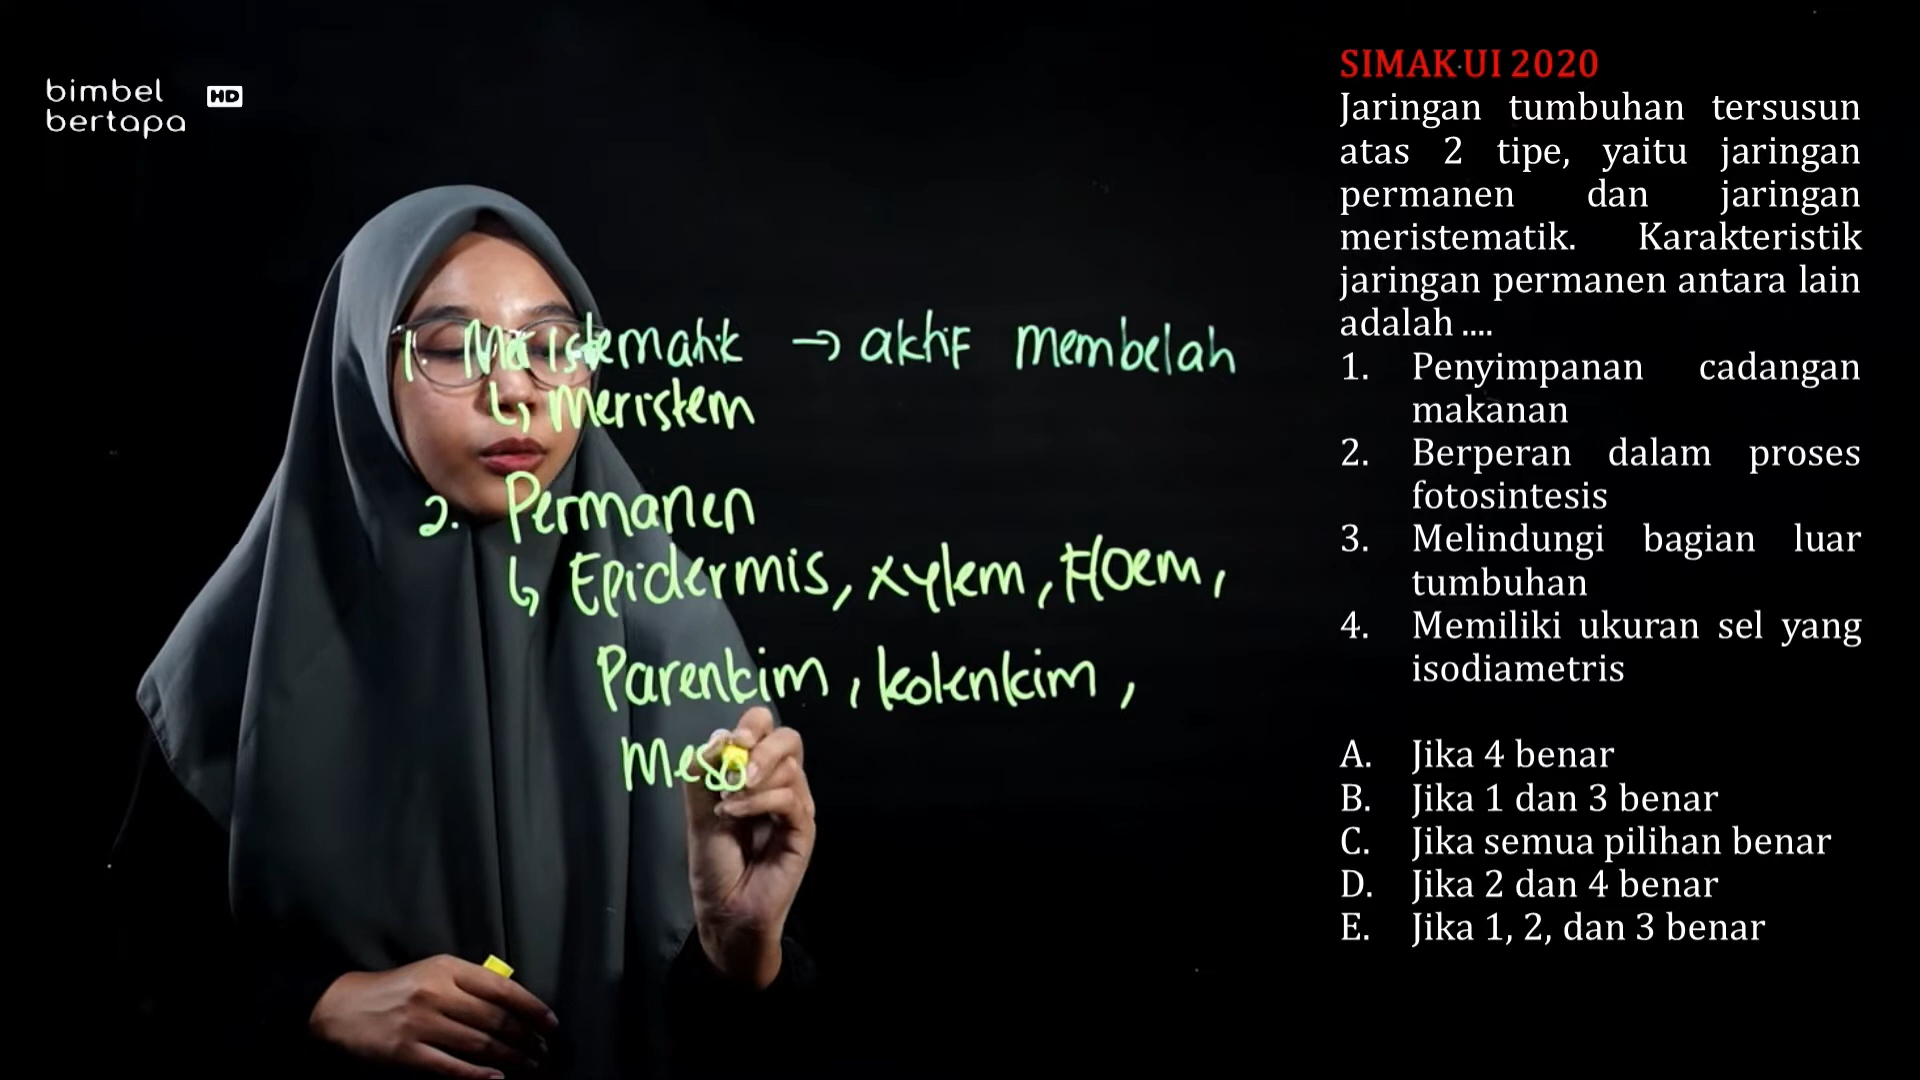 bimbel
bertapa
HD
1. Meristematik → aktif membelah
↳ meristem
2. Permanen
↳ Epidermis, xylem, Floem,
Parenkim, kolenkim,
Meso
SIMAK UI 2020
Jaringan tumbuhan tersusun
atas 2 tipe, yaitu jaringan
permanen dan jaringan
meristematik. Karakteristik
jaringan permanen antara lain
adalah ....
1. Penyimpanan cadangan
makanan
2. Berperan dalam proses
fotosintesis
3. Melindungi bagian luar
tumbuhan
4. Memiliki ukuran sel yang
isodiametris
A. Jika 4 benar
B. Jika 1 dan 3 benar
C. Jika semua pilihan benar
D. Jika 2 dan 4 benar
E. Jika 1, 2, dan 3 benar